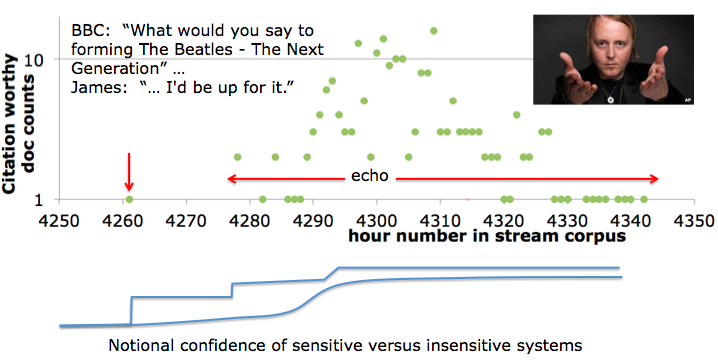 BBC:  “What would you say to
forming The Beatles - The Next
Generation” ...
James:  “... I'd be up for it.”
AP
Citation worthy
doc counts
10
1
echo
4250 4260 4270 4280 4290 4300 4310 4320 4330 4340 4350
hour number in stream corpus
Notional confidence of sensitive versus insensitive systems